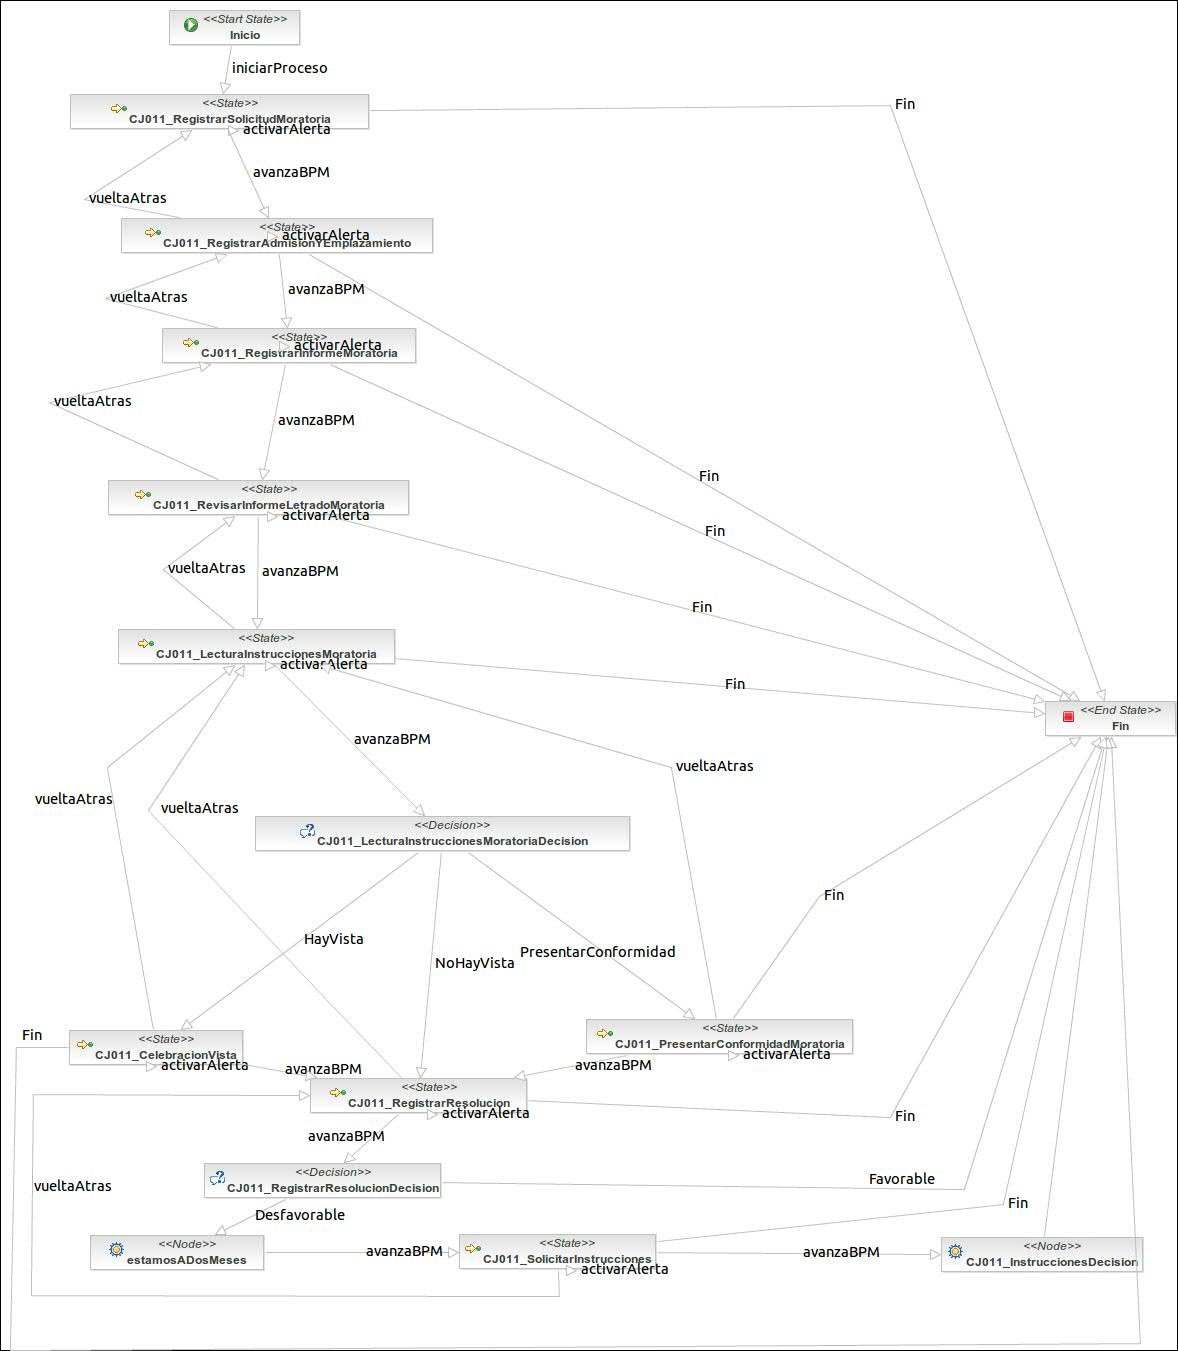 <<Start State>>
Inicio
iniciarProceso
<<State>>
CJ011_RegistrarSolicitudMoratoria
Fin
activarAlerta
avanzaBPM
vueltaAtras
<<State>>
activarAlerta
CJ011_RegistrarAdmisionYEmplazamiento
avanzaBPM
vueltaAtras
<<State>>
activarAlerta
CJ011_RegistrarInformeMoratoria
vueltaAtras
avanzaBPM
Fin
<<State>>
CJ011_RevisarInformeLetradoMoratoria
activarAlerta
Fin
vueltaAtras
avanzaBPM
Fin
<<State>>
CJ011_LecturaInstruccionesMoratoria
activarAlerta
Fin
<<End State>>
Fin
avanzaBPM
vueltaAtras
vueltaAtras
vueltaAtras
<<Decision>>
CJ011_LecturaInstruccionesMoratoriaDecision
Fin
HayVista
NoHayVista
PresentarConformidad
Fin
<<State>>
CJ011_CelebracionVista
activarAlerta
<<State>>
CJ011_PresentarConformidadMoratoria
activarAlerta
avanzaBPM
avanzaBPM
<<State>>
CJ011_RegistrarResolucion
activarAlerta
Fin
avanzaBPM
<<Decision>>
CJ011_RegistrarResolucionDecision
Favorable
vueltaAtras
Desfavorable
Fin
<<Node>>
estamosADosMeses
avanzaBPM
<<State>>
CJ011_SolicitarInstrucciones
activarAlerta
avanzaBPM
<<Node>>
CJ011_InstruccionesDecision